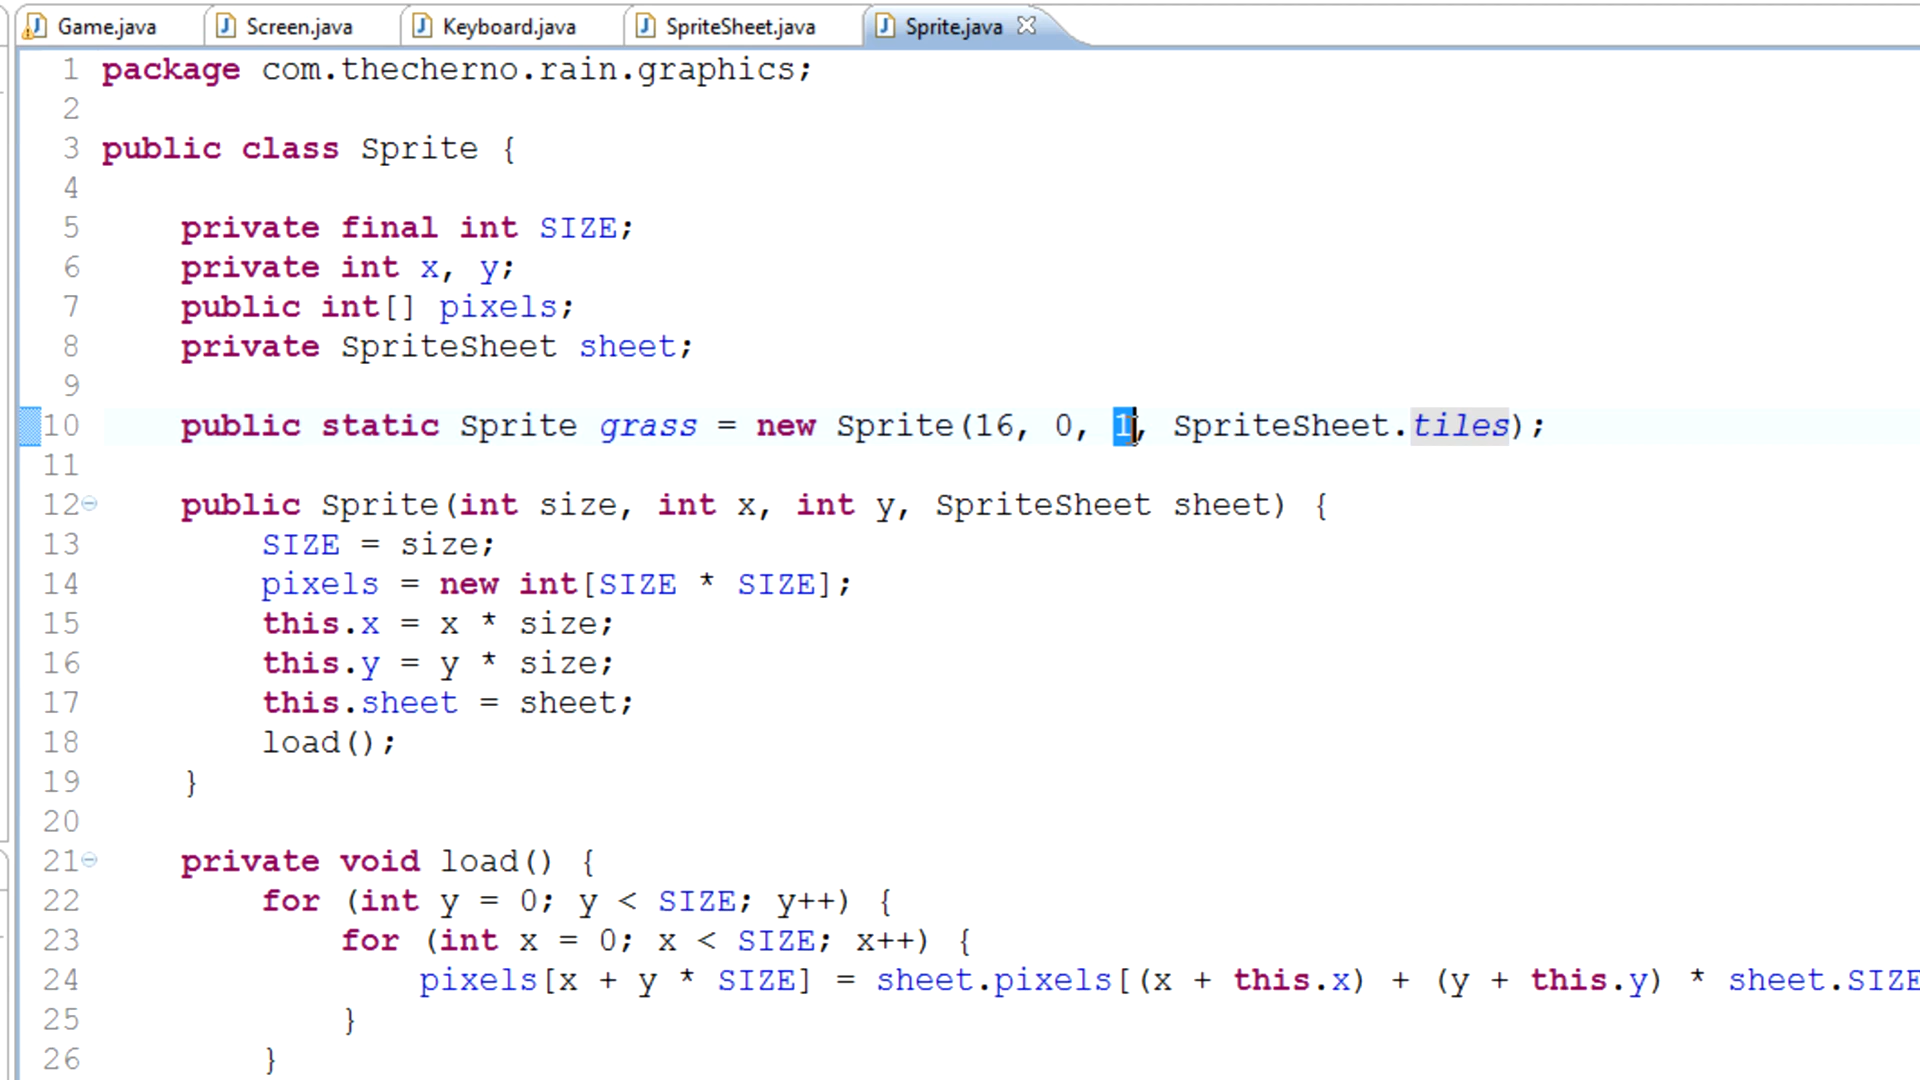 Game.java Screen.java Keyboard.java SpriteSheet.java Sprite.java
1 package com.thecherno.rain.graphics;
2
3 public class Sprite {
4
5 private final int SIZE;
6 private int x, y;
7 public int[] pixels;
8 private SpriteSheet sheet;
9
10 public static Sprite grass = new Sprite(16, 0, 1, SpriteSheet.tiles);
11
12 public Sprite(int size, int x, int y, SpriteSheet sheet) {
13 SIZE = size;
14 pixels = new int[SIZE * SIZE];
15 this.x = x * size;
16 this.y = y * size;
17 this.sheet = sheet;
18 load();
19 }
20
21 private void load() {
22 for (int y = 0; y < SIZE; y++) {
23 for (int x = 0; x < SIZE; x++) {
24 pixels[x + y * SIZE] = sheet.pixels[(x + this.x) + (y + this.y) * sheet.SIZE
25 }
26 }